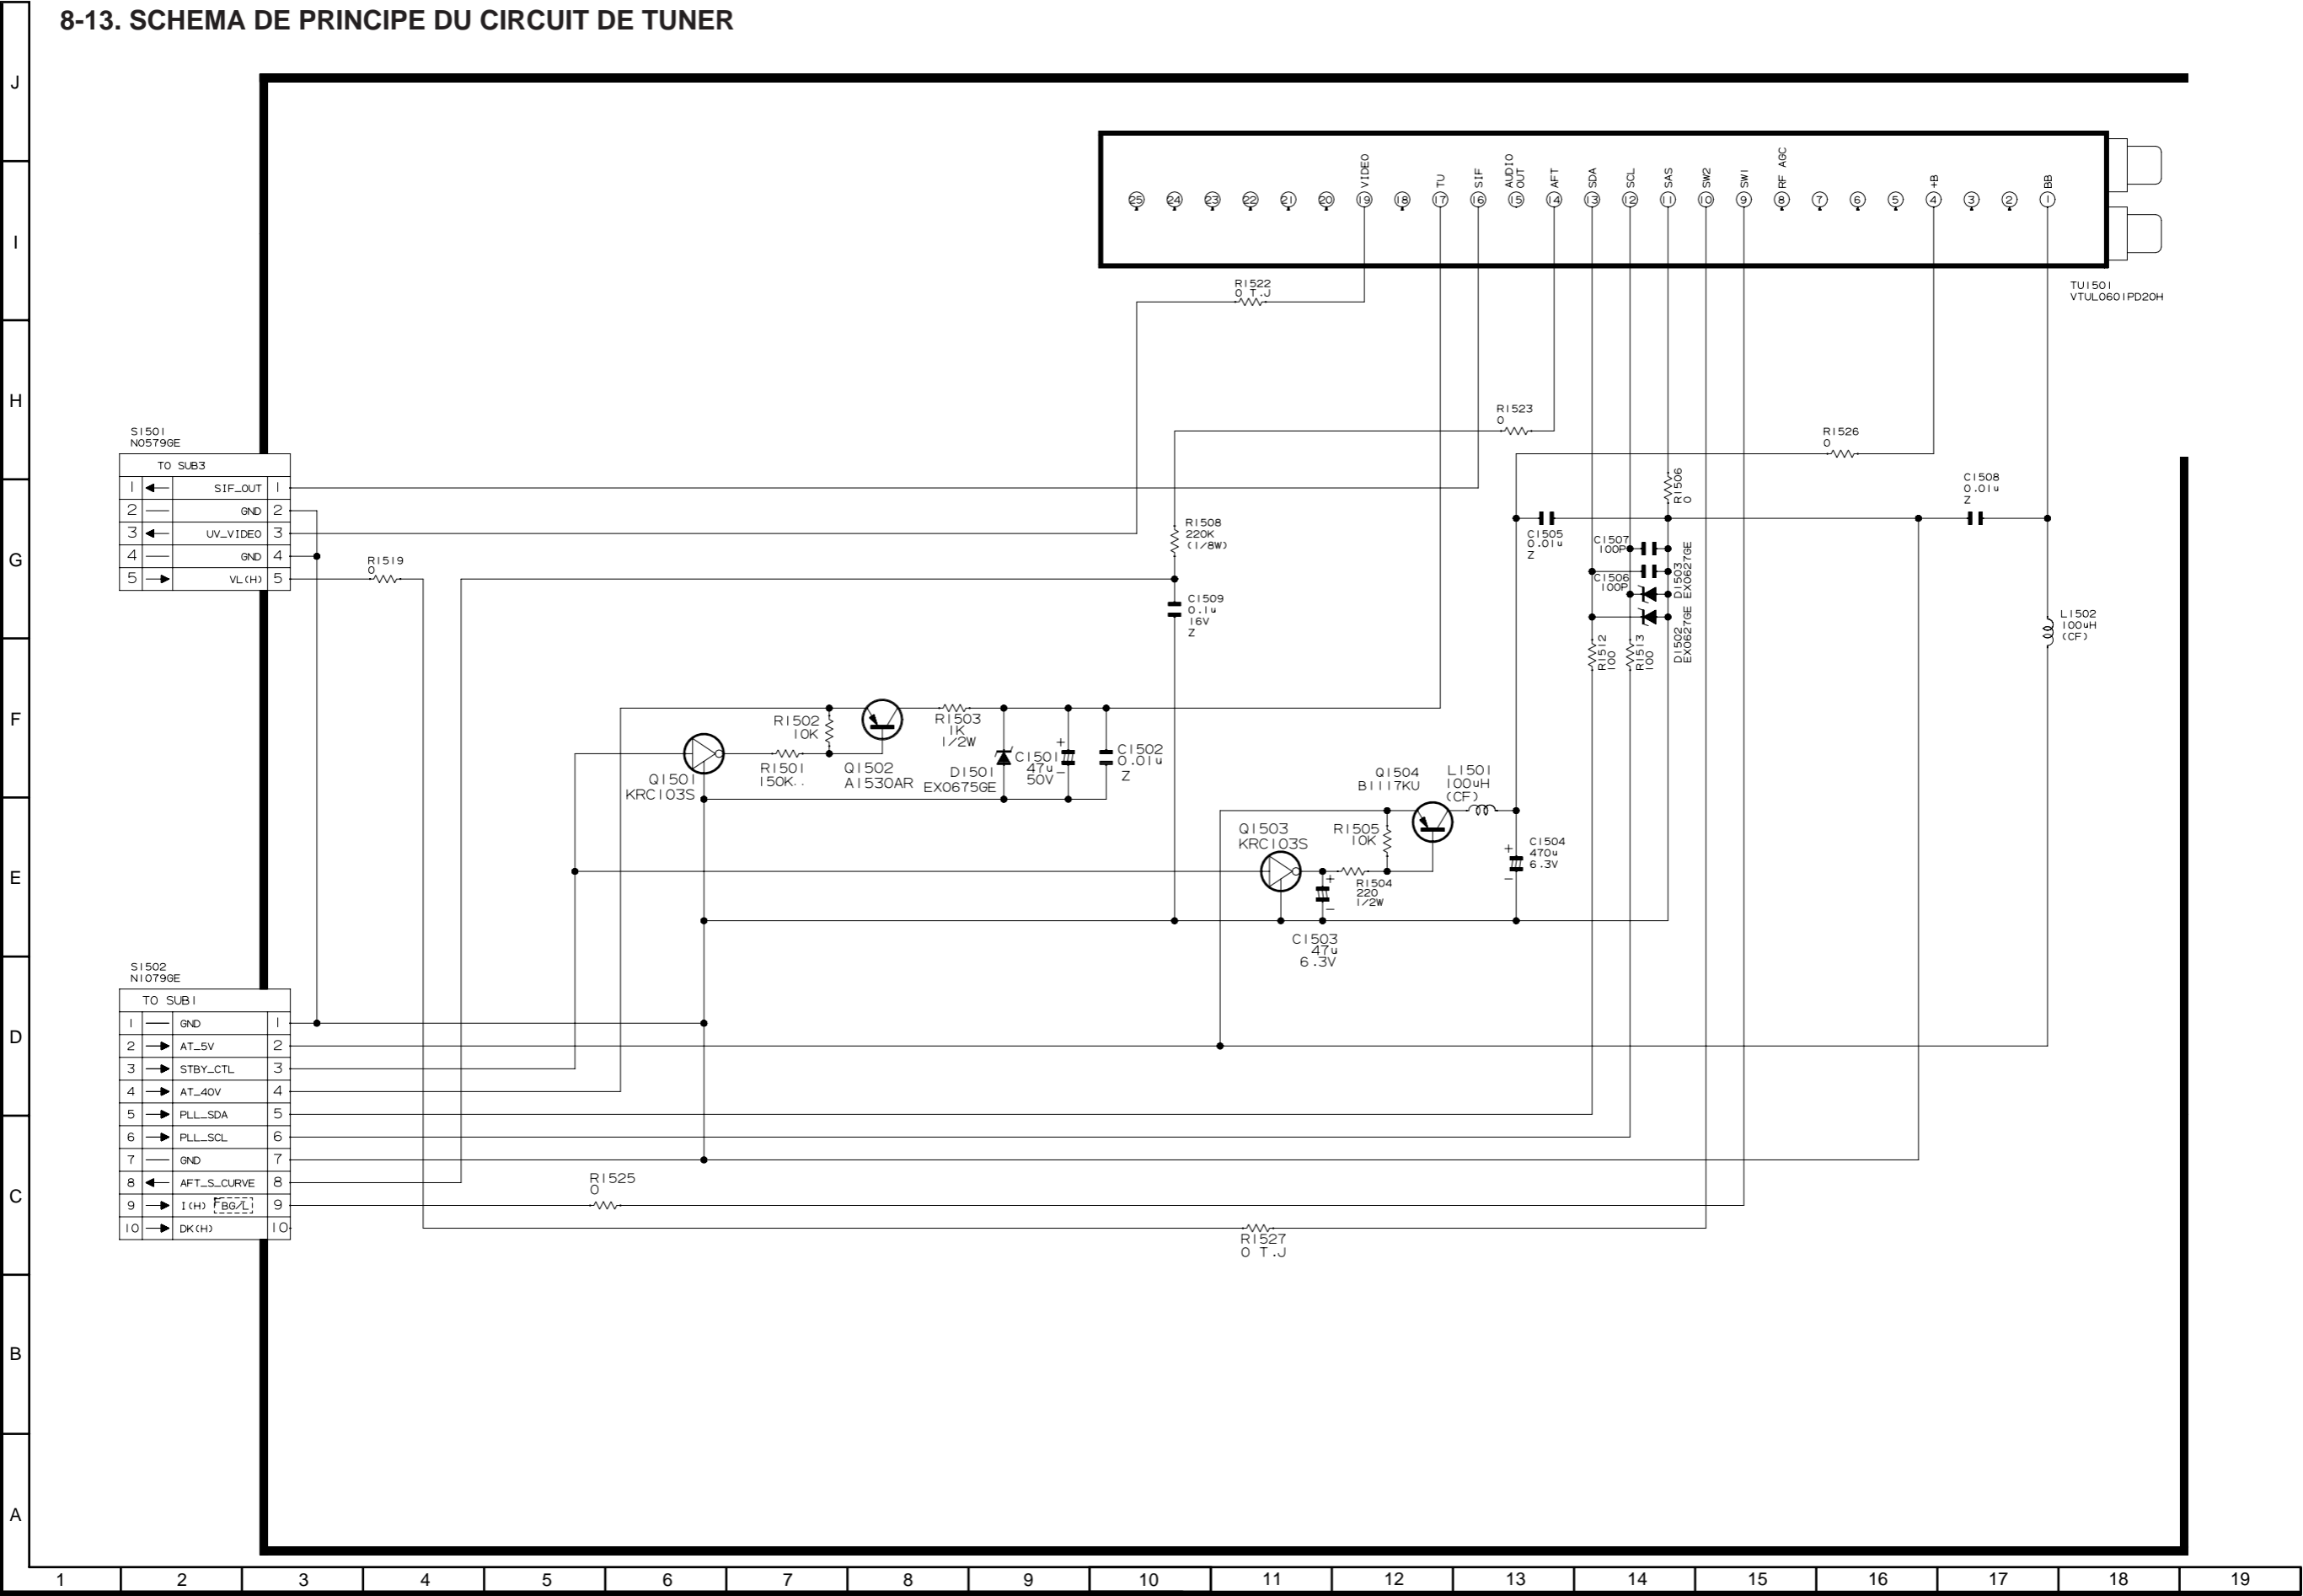 8-13. SCHEMA DE PRINCIPE DU CIRCUIT DE TUNER
J
I
H
G
F
E
D
C
B
A
25
24
23
22
21
20
19 VIDEO
18
17 TU
16 SIF
15 AUDIO OUT
14 AFT
13 SDA
12 SCL
11 SAS
10 SW2
9 SW1
8 RF AGC
7
6
5
4 +B
3
2
1 BB
TU1501
VTUL0601PD20H
R1522
0 T.J
R1523
0
R1526
0
S1501
N0579GE
TO SUB3
1 SIF_OUT 1
2 GND 2
3 UV_VIDEO 3
4 GND 4
5 VL(H) 5
R1519
0
R1508
220K
(1/8W)
C1509
0.1u
16V
Z
R1506
0
C1505
0.01u
Z
C1507
100P
C1506
100P
D1503
EX0627GE
D1502
EX0627GE
R1512
100
R1513
100
C1508
0.01u
Z
L1502
100uH
(CF)
R1502
10K
R1503
1K
1/2W
Q1501
KRC103S
R1501
150K..
Q1502
A1530AR
D1501
EX0675GE
C1501
47u
50V
+
-
C1502
0.01u
Z
Q1504
B1117KU
L1501
100uH
(CF)
Q1503
KRC103S
R1505
10K
R1504
220
1/2W
+
-
C1503
47u
6.3V
C1504
470u
6.3V
+
-
S1502
N1079GE
TO SUB1
1 GND 1
2 AT_5V 2
3 STBY_CTL 3
4 AT_40V 4
5 PLL_SDA 5
6 PLL_SCL 6
7 GND 7
8 AFT_S_CURVE 8
9 I(H) BG/L 9
10 DK(H) 10
R1525
0
R1527
0 T.J
1 2 3 4 5 6 7 8 9 10 11 12 13 14 15 16 17 18 19